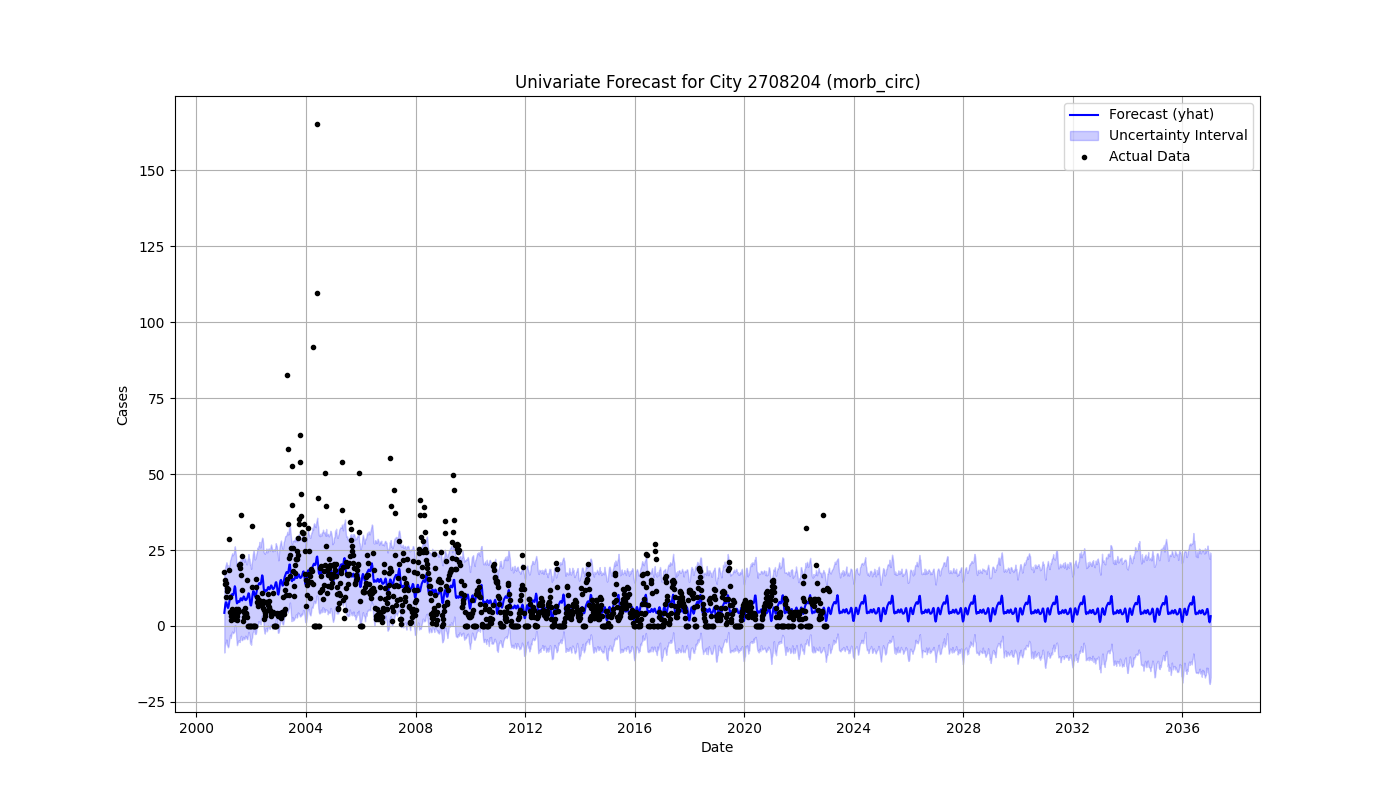 Univariate Forecast for City 2708204 (morb_circ)
Forecast (yhat)
Uncertainty Interval
Actual Data
150
125
100
75
50
25
0
−25
Cases
2000 2004 2008 2012 2016 2020 2024 2028 2032 2036
Date